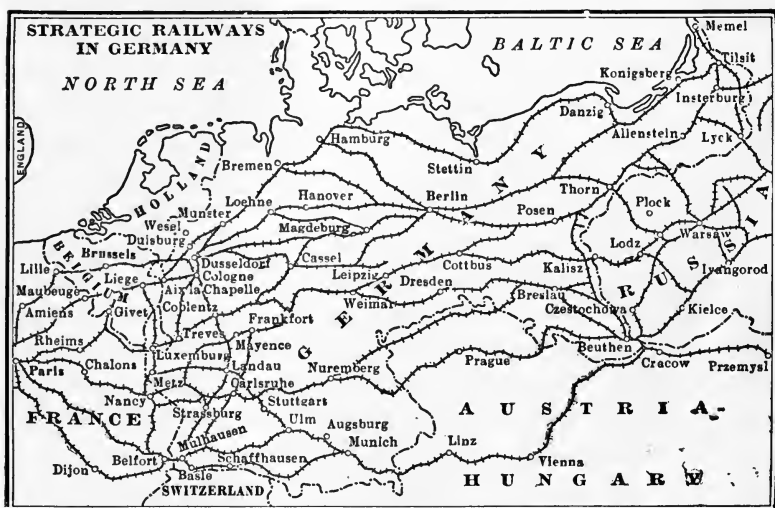 STRATEGIC RAILWAYS
IN GERMANY
NORTH SEA
BALTIC SEA
Memel
Tilsit
Konigsberg
Insterburg
Danzig
Allenstein
Lyck
ENGLAND
HOLLAND
Hamburg
Bremen
Stettin
Loehne
Hanover
Berlin
Thorn
Plock
Munster
Wesel
Duisburg
Magdeburg
Posen
Warsaw
BELGIUM
Brussels
Lille
Liege
Dusseldorf
Cologne
Aix la Chapelle
Cassel
Leipzig
Cottbus
Kalisz
Lodz
Ivangorod
Maubeuge
Amiens
Givet
Coblentz
Weimar
Dresden
Breslau
Czestochowa
Kielce
RUSSIA
GERMANY
Frankfort
Treves
Mayence
Rheims
Luxemburg
Landau
Beuthen
Cracow
Przemysl
Paris
Chalons
Metz
Carlsruhe
Nuremberg
Prague
Nancy
Stuttgart
Strassburg
FRANCE
Ulm
Augsburg
Munich
AUSTRIA-
HUNGARY
Mulhausen
Belfort
Schaffhausen
Linz
Vienna
Dijon
Basle
SWITZERLAND